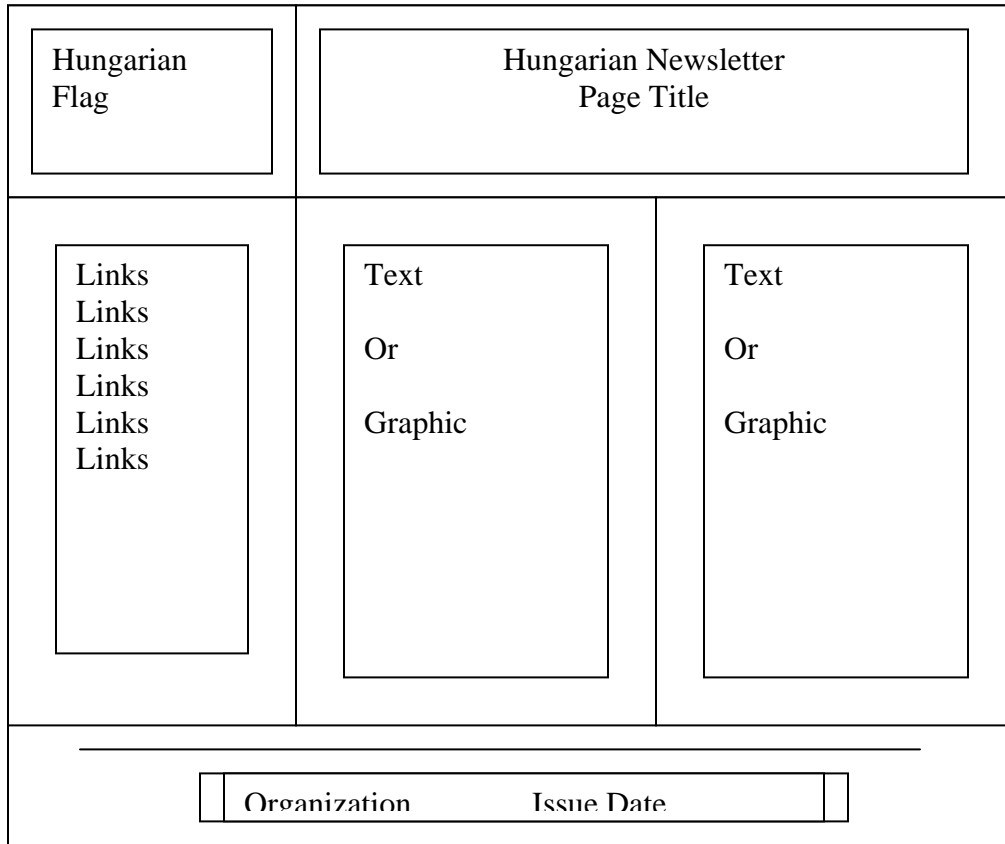 Hungarian
Flag
Hungarian Newsletter
Page Title
Links
Links
Links
Links
Links
Links
Text
Or
Graphic
Text
Or
Graphic
Organization Issue Date